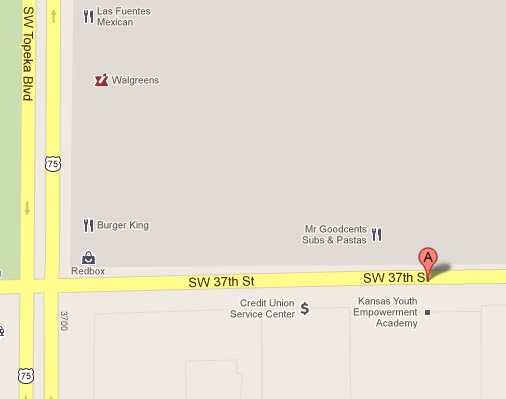 Las Fuentes
Mexican
SW Topeka Blvd
Walgreens
75
Burger King
Mr Goodcents
Subs & Pastas
A
Redbox
SW 37th St
SW 37th S
Credit Union
Service Center
$
Kansas Youth
Empowerment
Academy
3700
75